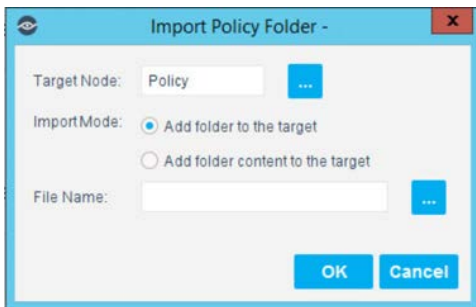 Import Policy Folder -
x
Target Node: Policy ...
Import Mode: Add folder to the target
Add folder content to the target
File Name: ...
OK Cancel